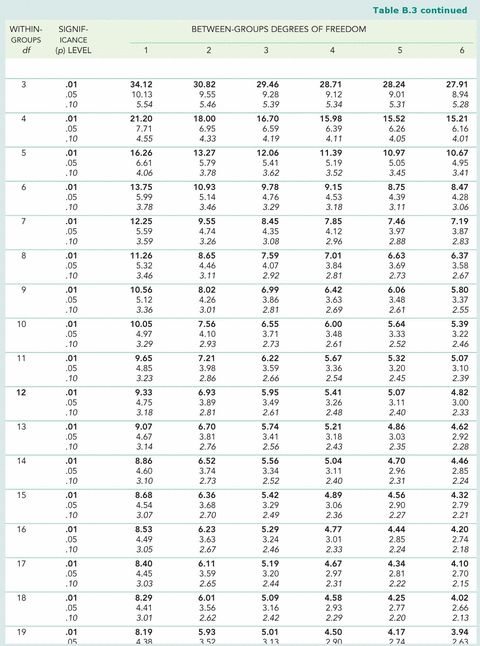 Table B.3 continued
WITHIN- SIGNIF- BETWEEN-GROUPS DEGREES OF FREEDOM
GROUPS ICANCE
df (p) LEVEL 1 2 3 4 5 6
3 .01 34.12 30.82 29.46 28.71 28.24 27.91
.05 10.13 9.55 9.28 9.12 9.01 8.94
.10 5.54 5.46 5.39 5.34 5.31 5.28
4 .01 21.20 18.00 16.70 15.98 15.52 15.21
.05 7.71 6.95 6.59 6.39 6.26 6.16
.10 4.55 4.33 4.19 4.11 4.05 4.01
5 .01 16.26 13.27 12.06 11.39 10.97 10.67
.05 6.61 5.79 5.41 5.19 5.05 4.95
.10 4.06 3.78 3.62 3.52 3.45 3.41
6 .01 13.75 10.93 9.78 9.15 8.75 8.47
.05 5.99 5.14 4.76 4.53 4.39 4.28
.10 3.78 3.46 3.29 3.18 3.11 3.06
7 .01 12.25 9.55 8.45 7.85 7.46 7.19
.05 5.59 4.74 4.35 4.12 3.97 3.87
.10 3.59 3.26 3.08 2.96 2.88 2.83
8 .01 11.26 8.65 7.59 7.01 6.63 6.37
.05 5.32 4.46 4.07 3.84 3.69 3.58
.10 3.46 3.11 2.92 2.81 2.73 2.67
9 .01 10.56 8.02 6.99 6.42 6.06 5.80
.05 5.12 4.26 3.86 3.63 3.48 3.37
.10 3.36 3.01 2.81 2.69 2.61 2.55
10 .01 10.05 7.56 6.55 6.00 5.64 5.39
.05 4.97 4.10 3.71 3.48 3.33 3.22
.10 3.29 2.93 2.73 2.61 2.52 2.46
11 .01 9.65 7.21 6.22 5.67 5.32 5.07
.05 4.85 3.98 3.59 3.36 3.20 3.10
.10 3.23 2.86 2.66 2.54 2.45 2.39
12 .01 9.33 6.93 5.95 5.41 5.07 4.82
.05 4.75 3.89 3.49 3.26 3.11 3.00
.10 3.18 2.81 2.61 2.48 2.40 2.33
13 .01 9.07 6.70 5.74 5.21 4.86 4.62
.05 4.67 3.81 3.41 3.18 3.03 2.92
.10 3.14 2.76 2.56 2.43 2.35 2.28
14 .01 8.86 6.52 5.56 5.04 4.70 4.46
.05 4.60 3.74 3.34 3.11 2.96 2.85
.10 3.10 2.73 2.52 2.40 2.31 2.24
15 .01 8.68 6.36 5.42 4.89 4.56 4.32
.05 4.54 3.68 3.29 3.06 2.90 2.79
.10 3.07 2.70 2.49 2.36 2.27 2.21
16 .01 8.53 6.23 5.29 4.77 4.44 4.20
.05 4.49 3.63 3.24 3.01 2.85 2.74
.10 3.05 2.67 2.46 2.33 2.24 2.18
17 .01 8.40 6.11 5.19 4.67 4.34 4.10
.05 4.45 3.59 3.20 2.97 2.81 2.70
.10 3.03 2.65 2.44 2.31 2.22 2.15
18 .01 8.29 6.01 5.09 4.58 4.25 4.02
.05 4.41 3.56 3.16 2.93 2.77 2.66
.10 3.01 2.62 2.42 2.29 2.20 2.13
19 .01 8.19 5.93 5.01 4.50 4.17 3.94
.05 4.38 3.52 3.13 2.90 2.74 2.63